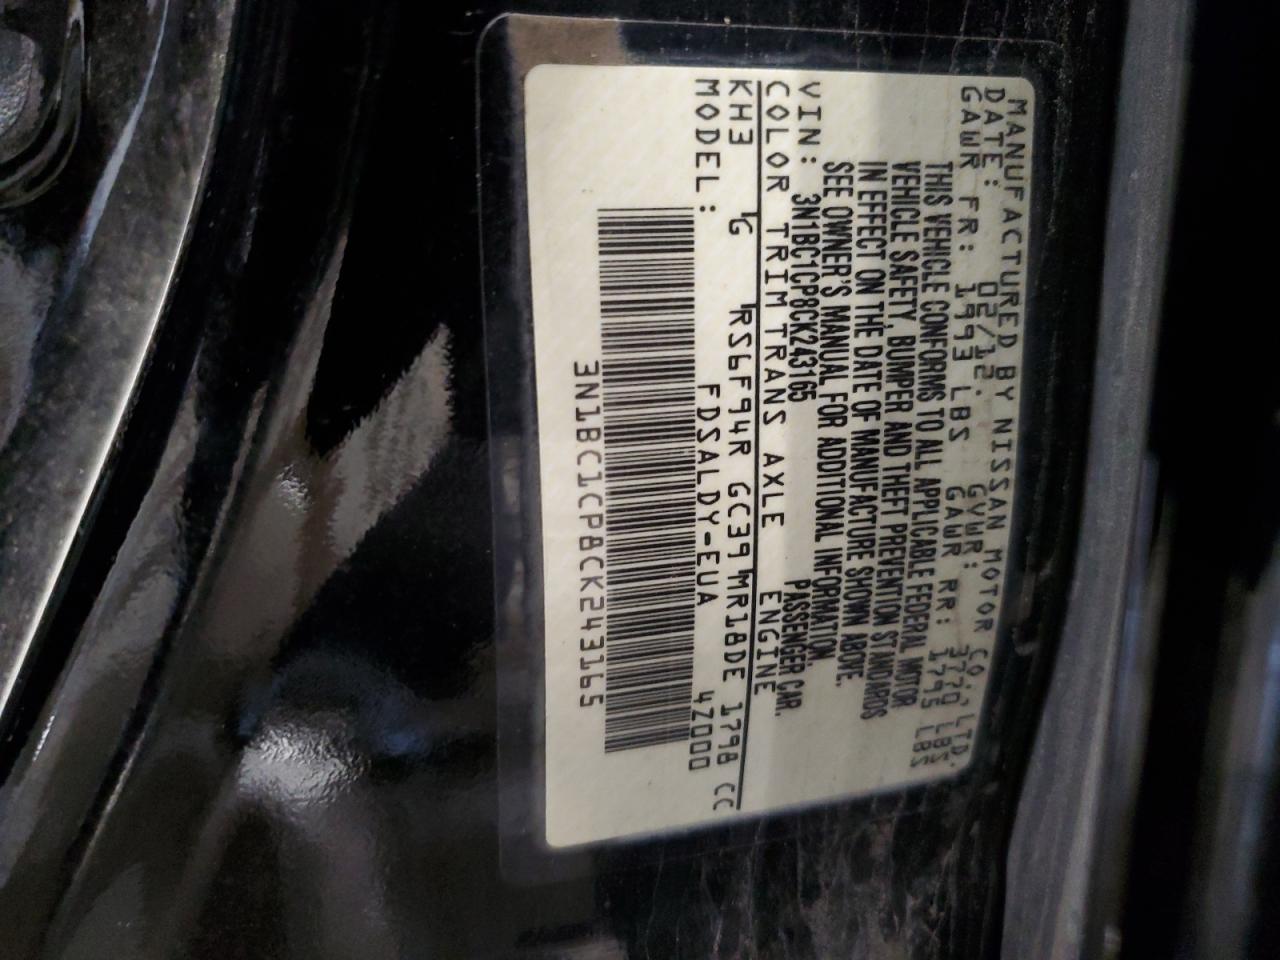 MANUFACTURED BY NISSAN MOTOR CO., LTD.
DATE: 02/12. GVWR: 3770 LBS
GAWR FR: 1993 LBS GAWR RR: 1795 LBS
THIS VEHICLE CONFORMS TO ALL APPLICABLE FEDERAL MOTOR
VEHICLE SAFETY, BUMPER AND THEFT PREVENTION STANDARDS
IN EFFECT ON THE DATE OF MANUFACTURE SHOWN ABOVE.
SEE OWNER'S MANUAL FOR ADDITIONAL INFORMATION.
VIN: 3N1BC1CP8CK243165 PASSENGER CAR.
COLOR TRIM TRANS AXLE ENGINE
KH3 G RS6F94R GC39 MR18DE 1798 CC
MODEL: FDSALDY-EUA 4Z000
3N1BC1CP8CK243165